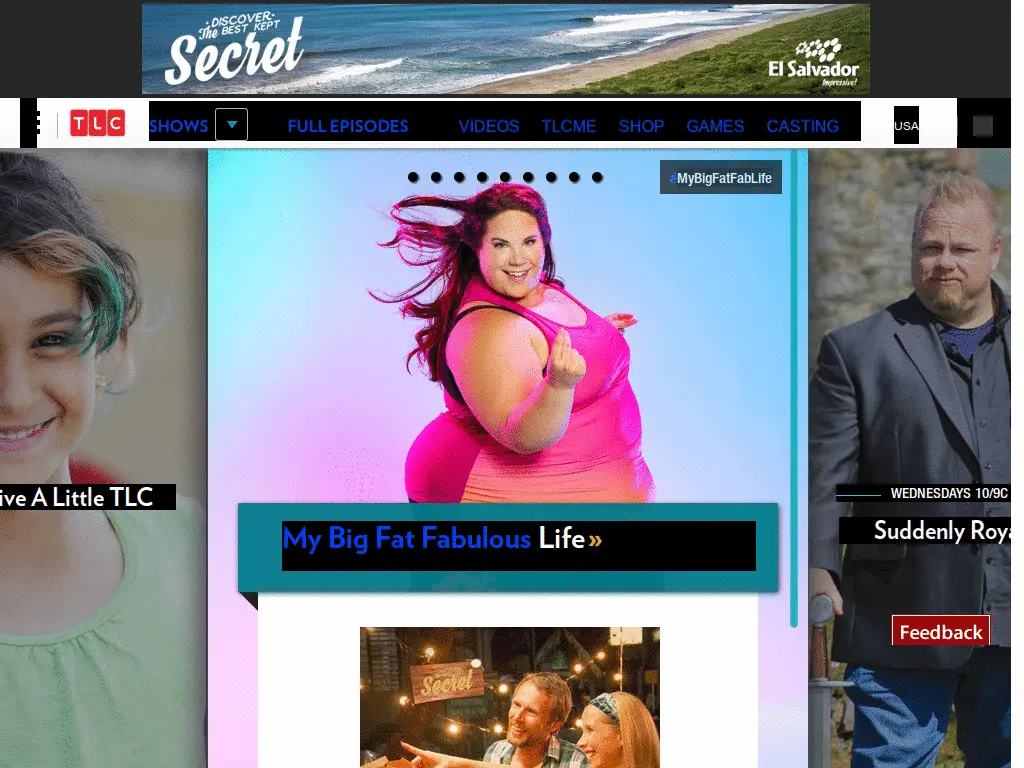 DISCOVER
The BEST KEPT
Secret
El Salvador
Impressive!
TLC
SHOWS
FULL EPISODES
VIDEOS
TLCME
SHOP
GAMES
CASTING
USA
#MyBigFatFabLife
ive A Little TLC
WEDNESDAYS 10/9C
Suddenly Roya
My Big Fat Fabulous Life»
Feedback
Secret